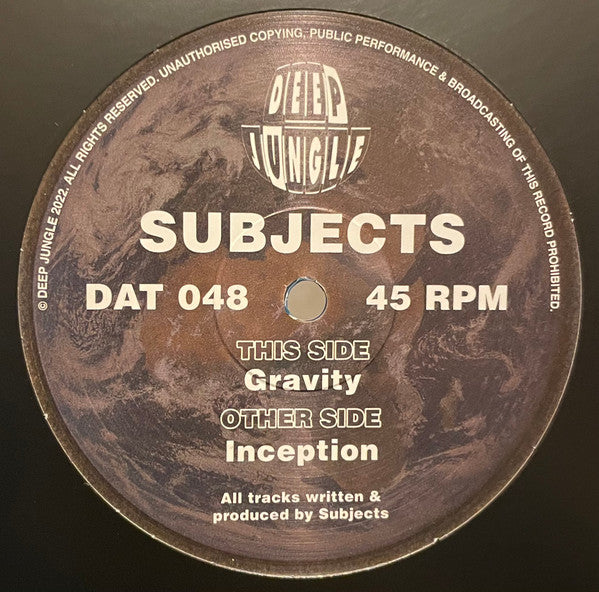 © DEEP JUNGLE 2022. ALL RIGHTS RESERVED. UNAUTHORISED COPYING, PUBLIC PERFORMANCE & BROADCASTING OF THIS RECORD PROHIBITED.
DEEP
JUNGLE
SUBJECTS
DAT 048 45 RPM
THIS SIDE
Gravity
OTHER SIDE
Inception
All tracks written &
produced by Subjects